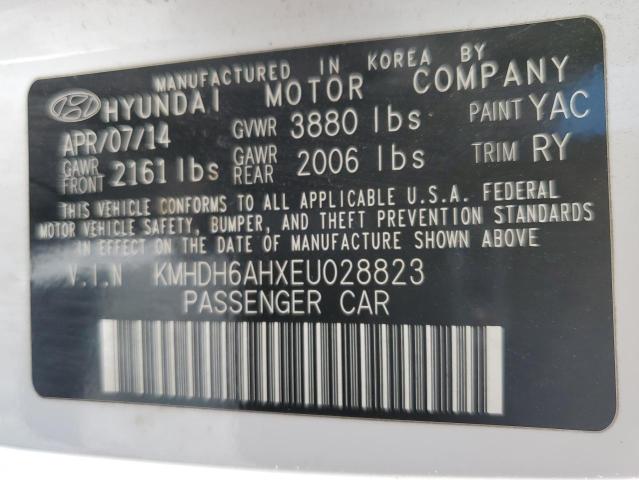 MANUFACTURED IN KOREA BY
HYUNDAI MOTOR COMPANY
APR/07/14 GVWR 3880 lbs PAINT YAC
GAWR FRONT 2161 lbs GAWR REAR 2006 lbs TRIM RY
THIS VEHICLE CONFORMS TO ALL APPLICABLE U.S.A. FEDERAL
MOTOR VEHICLE SAFETY, BUMPER, AND THEFT PREVENTION STANDARDS
IN EFFECT ON THE DATE OF MANUFACTURE SHOWN ABOVE
V.I.N KMHDH6AHXEU028823
PASSENGER CAR